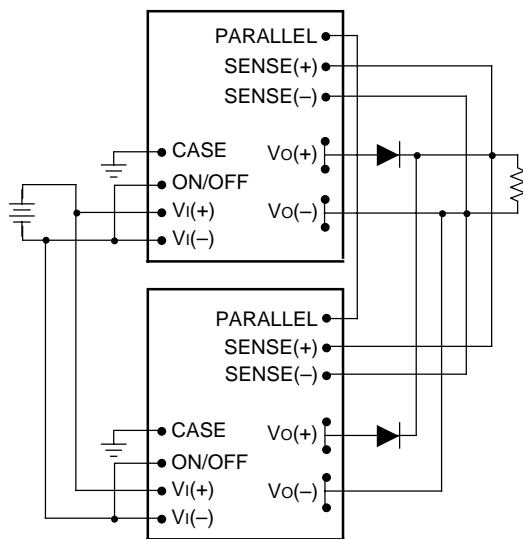 PARALLEL
SENSE(+)
SENSE(–)
CASE
VO(+)
ON/OFF
VI(+)
VO(–)
VI(–)
PARALLEL
SENSE(+)
SENSE(–)
CASE
VO(+)
ON/OFF
VI(+)
VO(–)
VI(–)